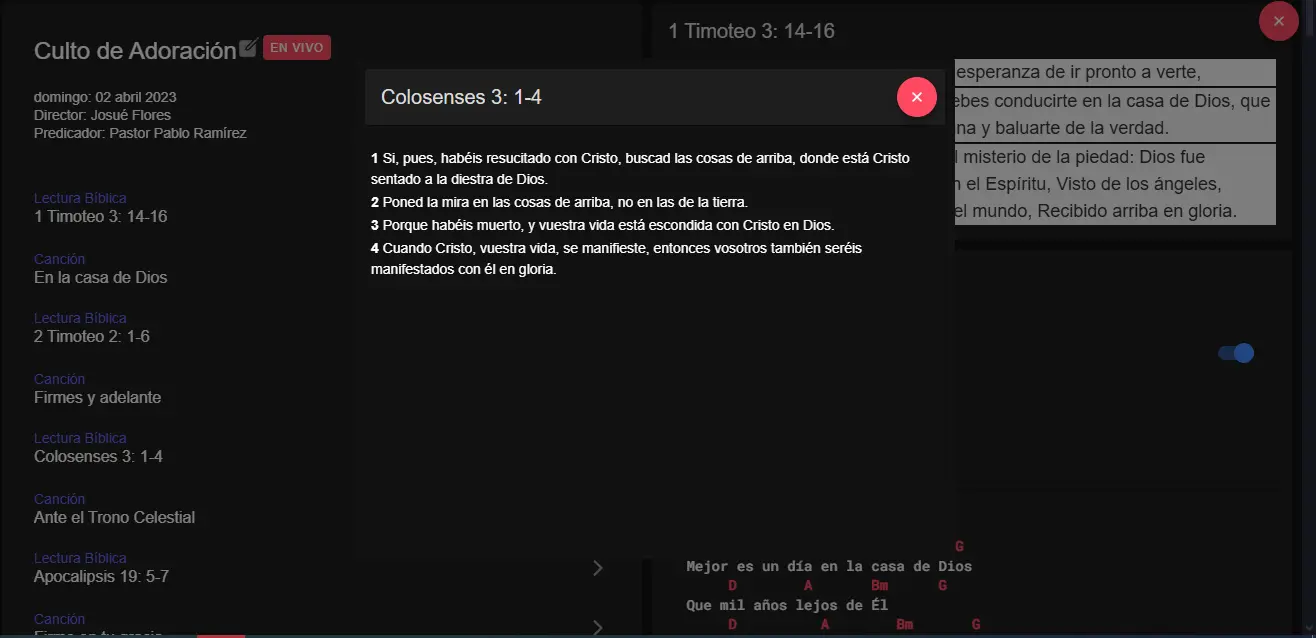 Culto de Adoración
EN VIVO
domingo: 02 abril 2023
Director: Josué Flores
Predicador: Pastor Pablo Ramírez
Lectura Bíblica
1 Timoteo 3: 14-16
Canción
En la casa de Dios
Lectura Bíblica
2 Timoteo 2: 1-6
Canción
Firmes y adelante
Lectura Bíblica
Colosenses 3: 1-4
Canción
Ante el Trono Celestial
Lectura Bíblica
Apocalipsis 19: 5-7
Canción
Colosenses 3: 1-4
1 Si, pues, habéis resucitado con Cristo, buscad las cosas de arriba, donde está Cristo
sentado a la diestra de Dios.
2 Poned la mira en las cosas de arriba, no en las de la tierra.
3 Porque habéis muerto, y vuestra vida está escondida con Cristo en Dios.
4 Cuando Cristo, vuestra vida, se manifieste, entonces vosotros también seréis
manifestados con él en gloria.
1 Timoteo 3: 14-16
esperanza de ir pronto a verte,
ebes conducirte en la casa de Dios, que
na y baluarte de la verdad.
misterio de la piedad: Dios fue
n el Espíritu, Visto de los ángeles,
el mundo, Recibido arriba en gloria.
G
Mejor es un día en la casa de Dios
D A Bm G
Que mil años lejos de Él
D A Bm G